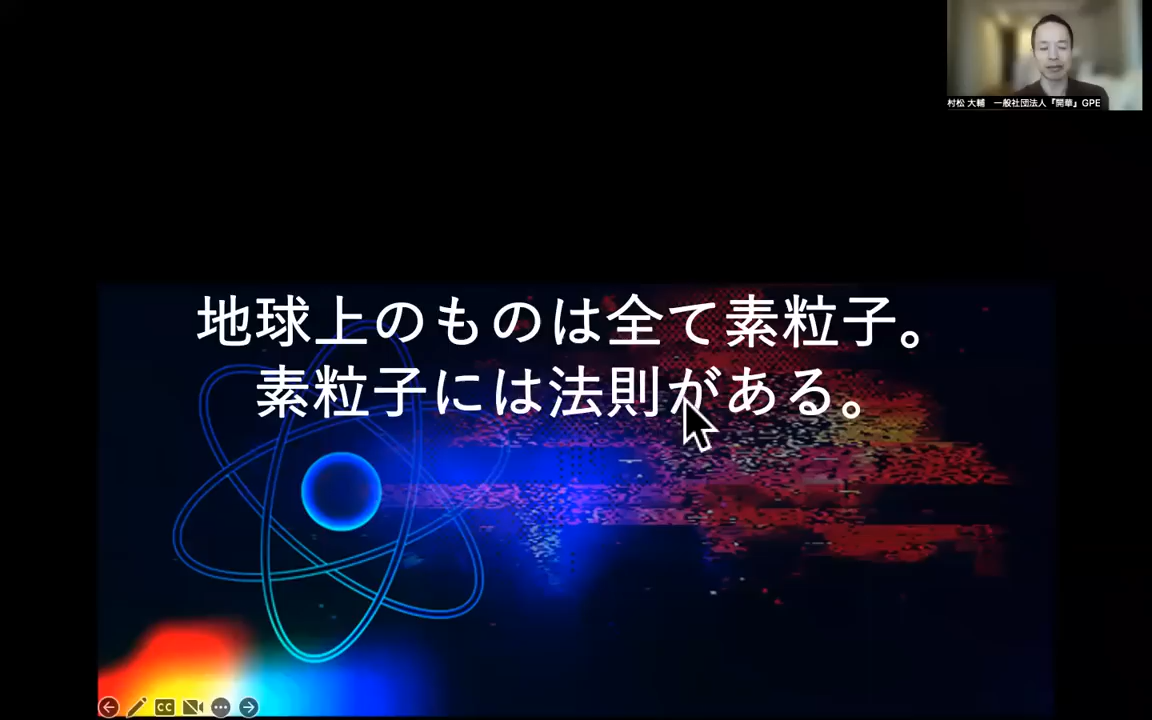 村松 大輔　一般社団法人『開華』GPE
地球上のものは全て素粒子。
素粒子には法則がある。
CC